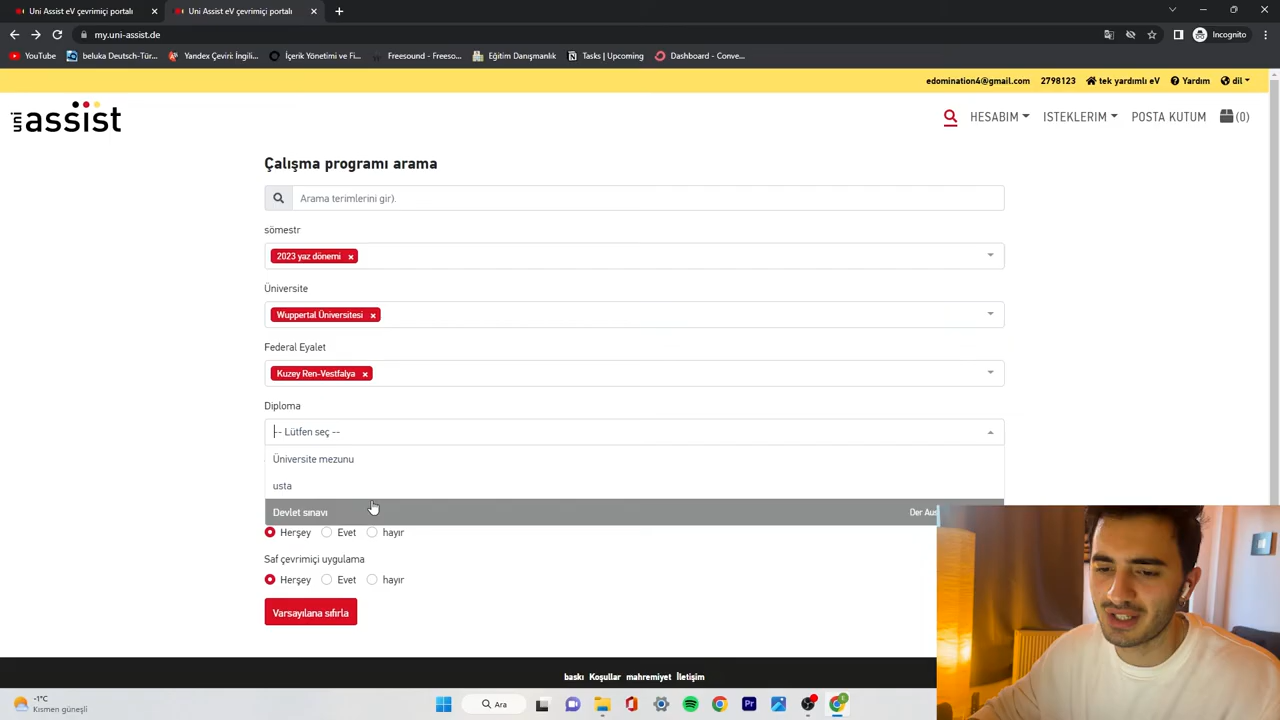 Uni Assist eV çevrimiçi portalı
Uni Assist eV çevrimiçi portalı
my.uni-assist.de
Incognito
YouTube
beluka Deutsch-Tür...
Yandex Çeviri: İngili...
İçerik Yönetimi ve Fi...
Freesound - Freeso...
Eğitim Danışmanlık
Tasks | Upcoming
Dashboard - Conve...
edomination4@gmail.com 2798123 tek yardımlı eV Yardım dil
uni assist
HESABIM ISTEKLERIM POSTA KUTUM (0)
Çalışma programı arama
Arama terimlerini gir).
sömestr
2023 yaz dönemi ×
Üniversite
Wuppertal Üniversitesi ×
Federal Eyalet
Kuzey Ren-Vestfalya ×
Diploma
-- Lütfen seç --
Üniversite mezunu
usta
Devlet sınavı Der Aus
Herşey Evet hayır
Saf çevrimiçi uygulama
Herşey Evet hayır
Varsayılana sıfırla
baskı Koşullar mahremiyet İletişim
-1°C
Kısmen güneşli
Ara